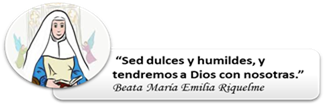 “Sed dulces y humildes, y
tendremos a Dios con nosotras.”
Beata María Emilia Riquelme